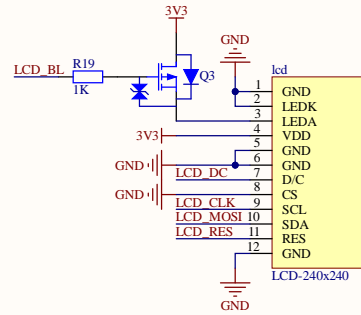 3V3
GND
LCD_BL
R19
1K
Q3
lcd
1 GND
2 LEDK
3 LEDA
3V3 4 VDD
5 GND
GND 6 GND
LCD_DC 7 D/C
GND 8 CS
LCD_CLK 9 SCL
LCD_MOSI 10 SDA
LCD_RES 11 RES
12 GND
LCD-240x240
GND